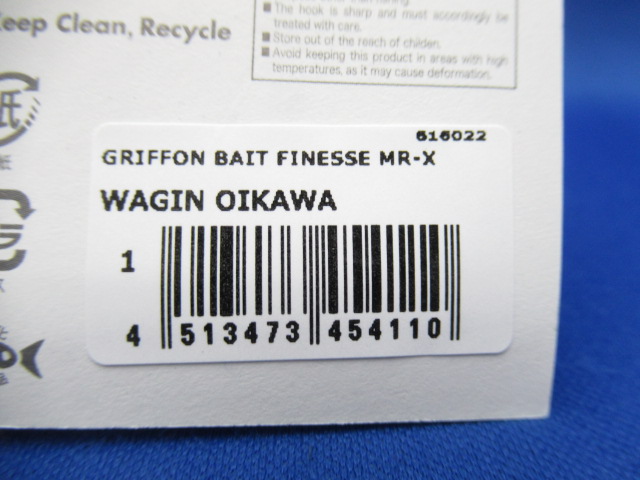 Keep Clean, Recycle
■The hook is sharp and must accordingly be
treated with care.
■Store out of the reach of childen.
■Avoid keeping this product in areas with high
temperatures, as it may cause deformation.
紙
616022
GRIFFON BAIT FINESSE MR-X
WAGIN OIKAWA
1
4 513473 454110